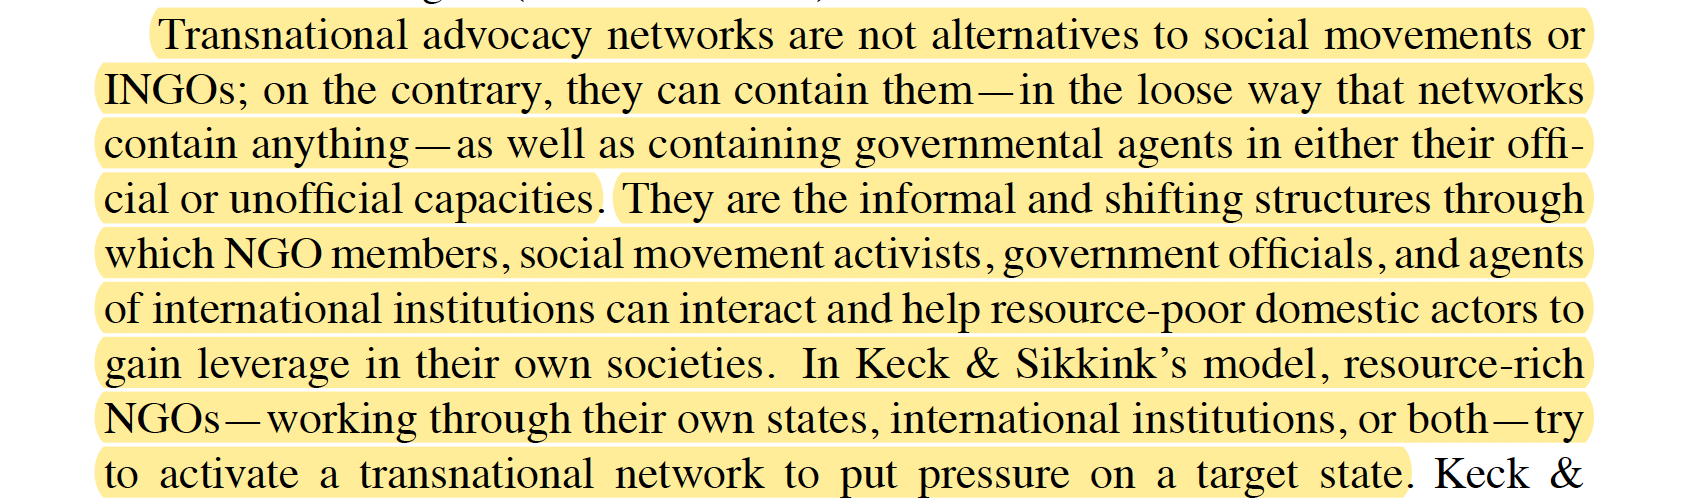 Transnational advocacy networks are not alternatives to social movements or
INGOs; on the contrary, they can contain them—in the loose way that networks
contain anything—as well as containing governmental agents in either their offi-
cial or unofficial capacities. They are the informal and shifting structures through
which NGO members, social movement activists, government officials, and agents
of international institutions can interact and help resource-poor domestic actors to
gain leverage in their own societies. In Keck & Sikkink's model, resource-rich
NGOs—working through their own states, international institutions, or both—try
to activate a transnational network to put pressure on a target state. Keck &